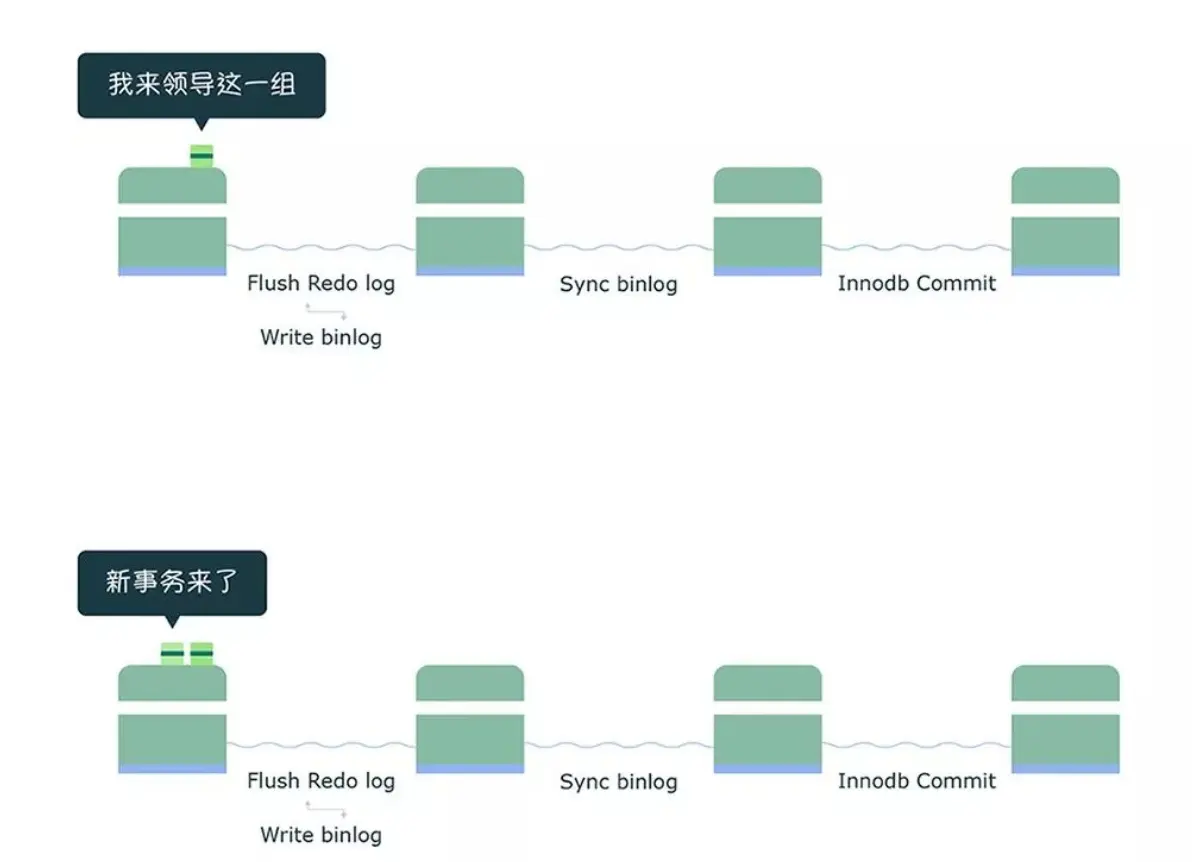 我来领导这一组
Flush Redo log
Sync binlog
Innodb Commit
Write binlog
新事务来了
Flush Redo log
Sync binlog
Innodb Commit
Write binlog